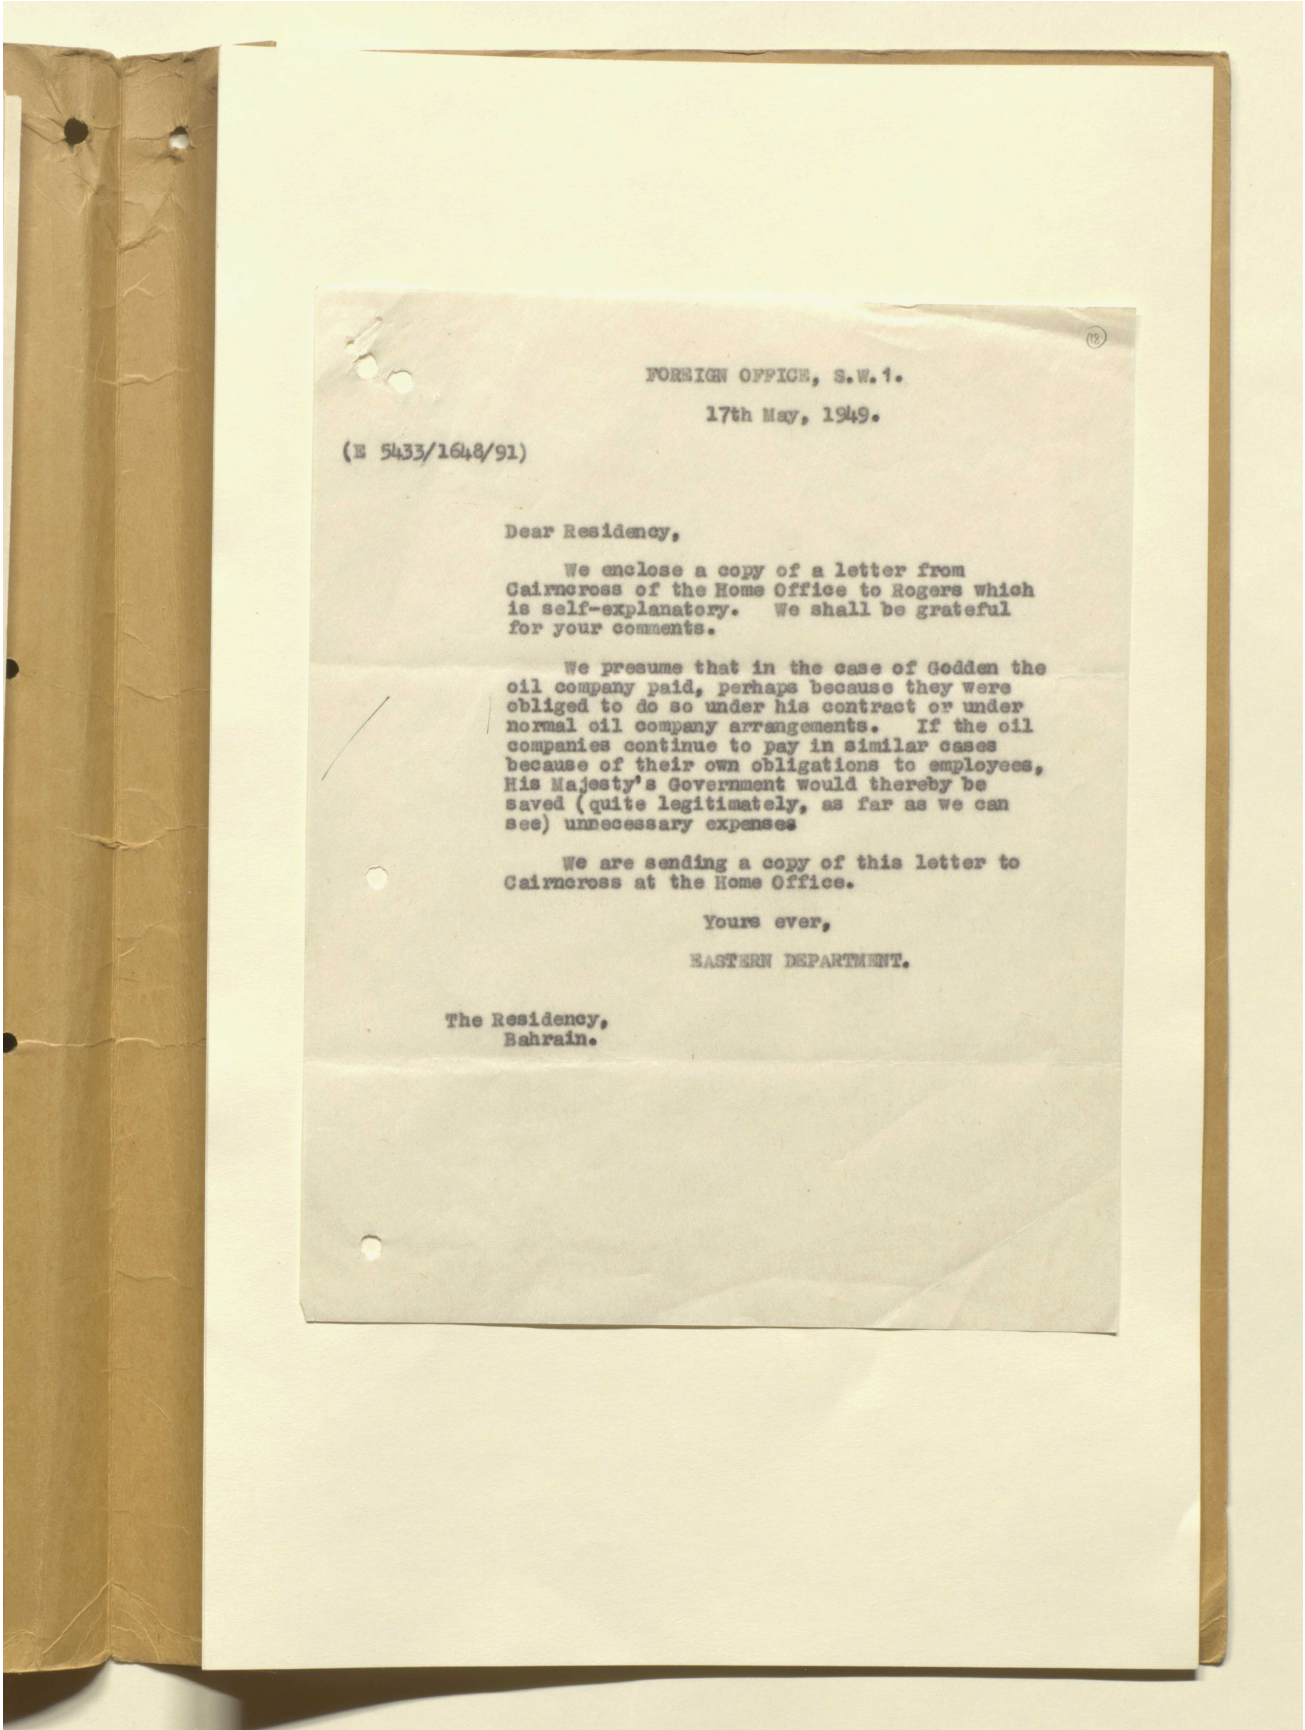 18
FOREIGN OFFICE, S.W.1.
17th May, 1949.
(E 5433/1648/91)
Dear Residency,
We enclose a copy of a letter from
Cairncross of the Home Office to Rogers which
is self-explanatory. We shall be grateful
for your comments.
We presume that in the case of Godden the
oil company paid, perhaps because they were
obliged to do so under his contract or under
normal oil company arrangements. If the oil
companies continue to pay in similar cases
because of their own obligations to employees,
His Majesty's Government would thereby be
saved (quite legitimately, as far as we can
see) unnecessary expenses
We are sending a copy of this letter to
Cairncross at the Home Office.
Yours ever,
EASTERN DEPARTMENT.
The Residency,
Bahrain.